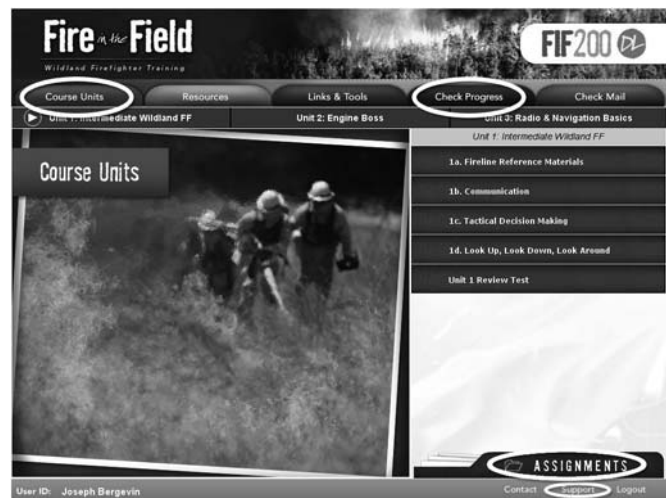 Fire in the Field
Wildland Firefighter Training
FIF200 DL
Course Units
Resources
Links & Tools
Check Progress
Check Mail
Unit 1: Intermediate Wildland FF
Unit 2: Engine Boss
Unit 3: Radio & Navigation Basics
Unit 1: Intermediate Wildland FF
Course Units
1a. Fireline Reference Materials
1b. Communication
1c. Tactical Decision Making
1d. Look Up, Look Down, Look Around
Unit 1 Review Test
ASSIGNMENTS
User ID: Joseph Bergevin
Contact
Support
Logout